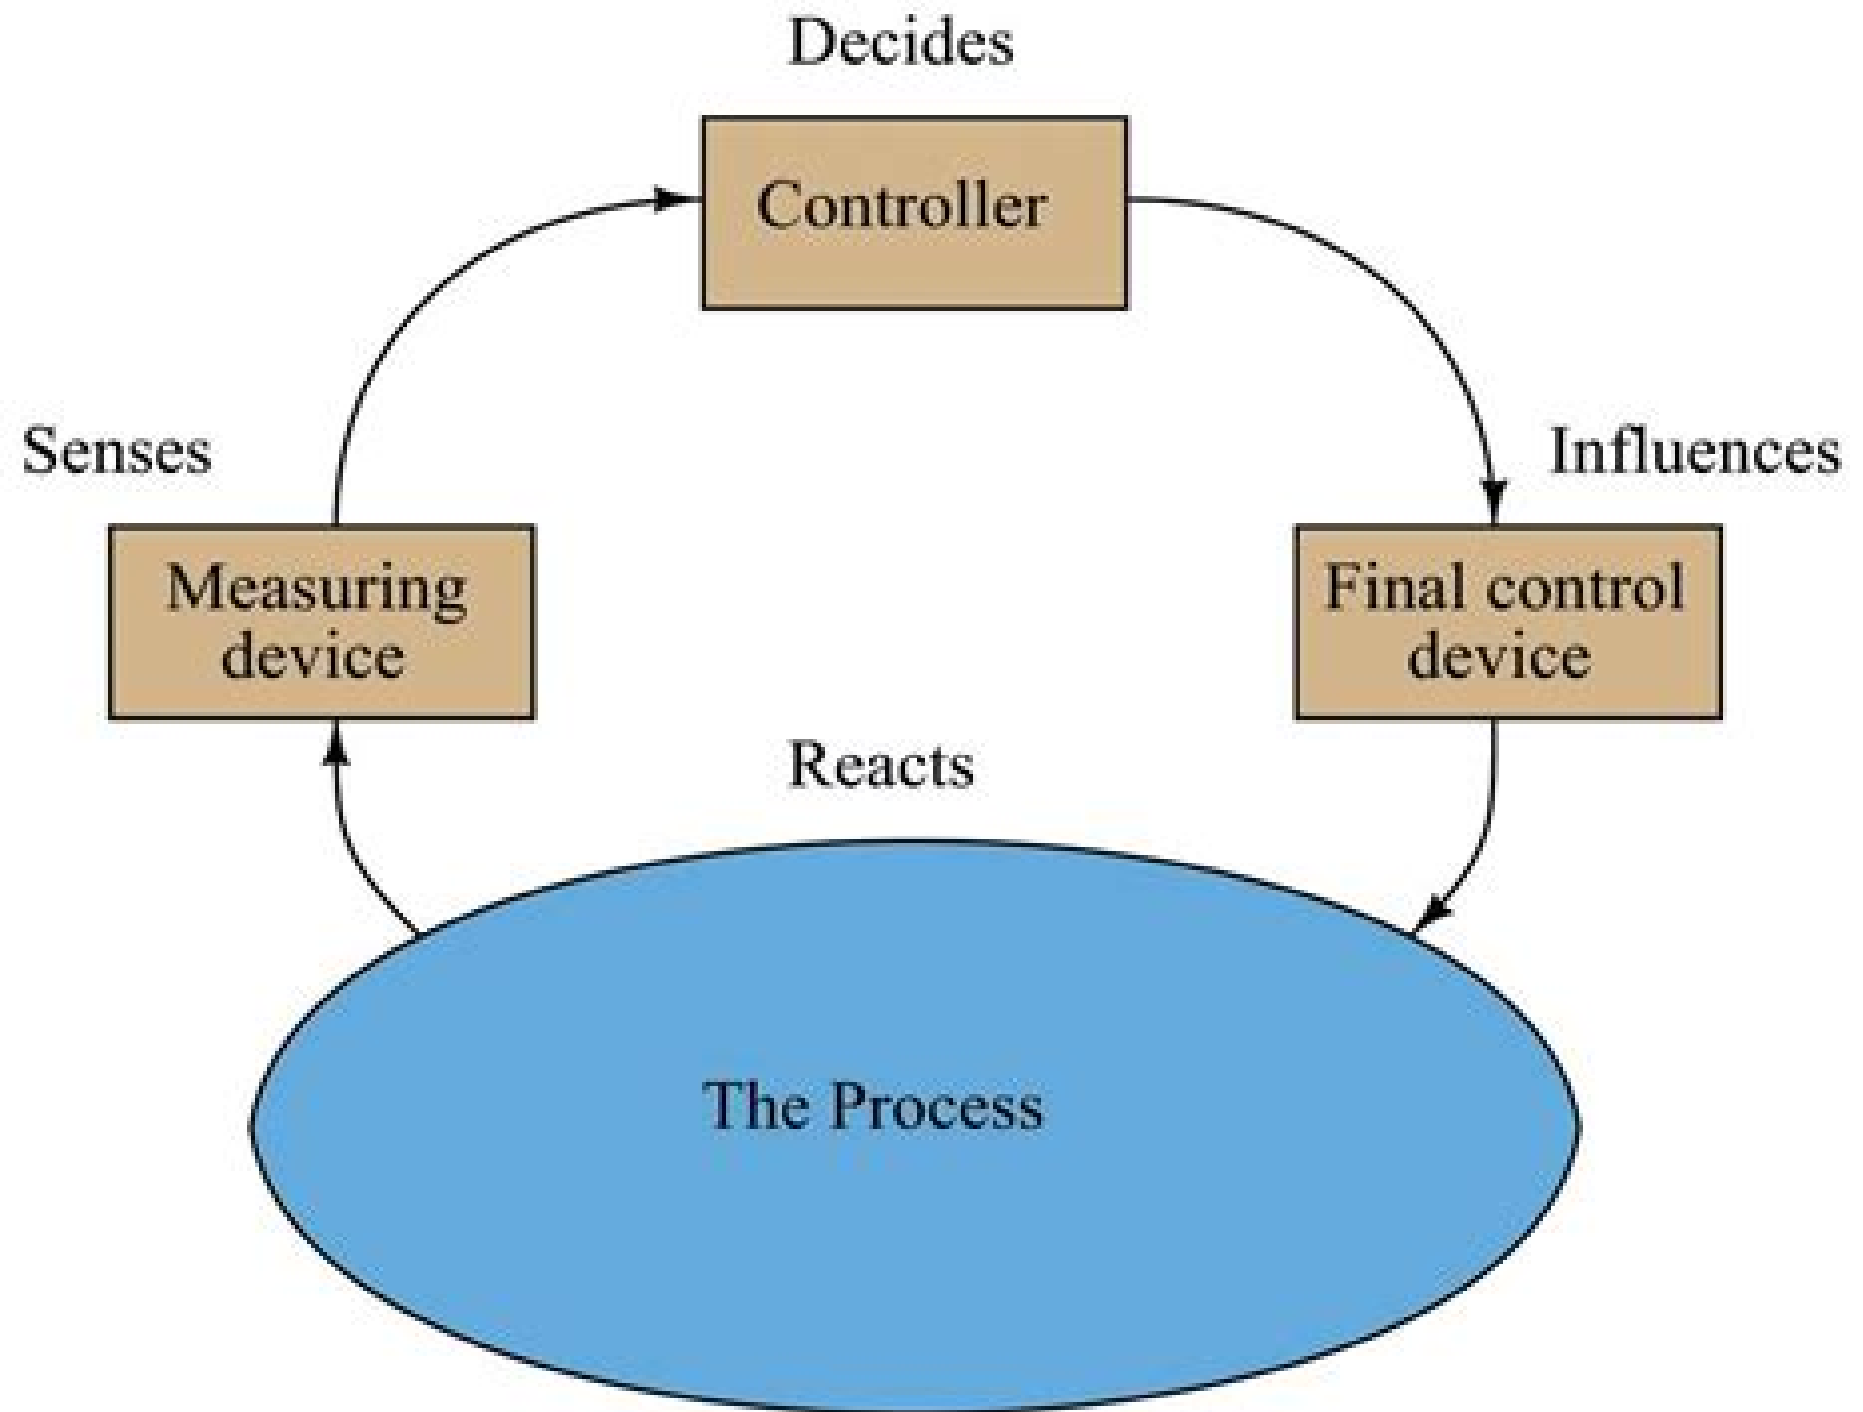 Decides
Controller
Senses
Influences
Measuring
device
Final control
device
Reacts
The Process